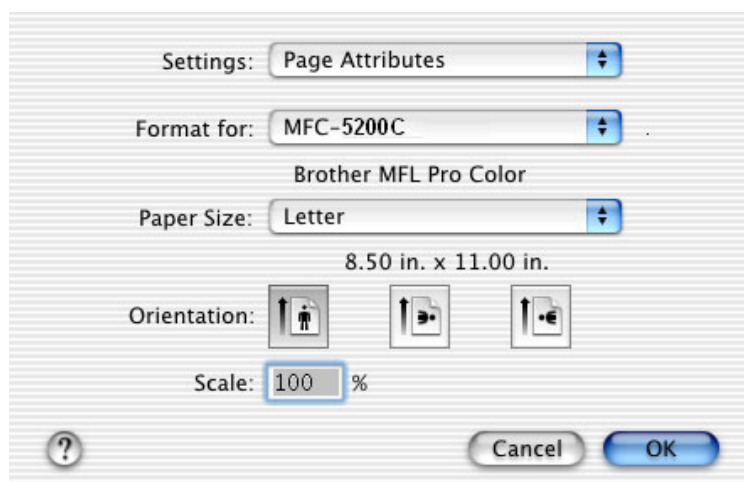 Settings: Page Attributes
Format for: MFC-5200C
Brother MFL Pro Color
Paper Size: Letter
8.50 in. x 11.00 in.
Orientation:
Scale: 100 %
? Cancel OK